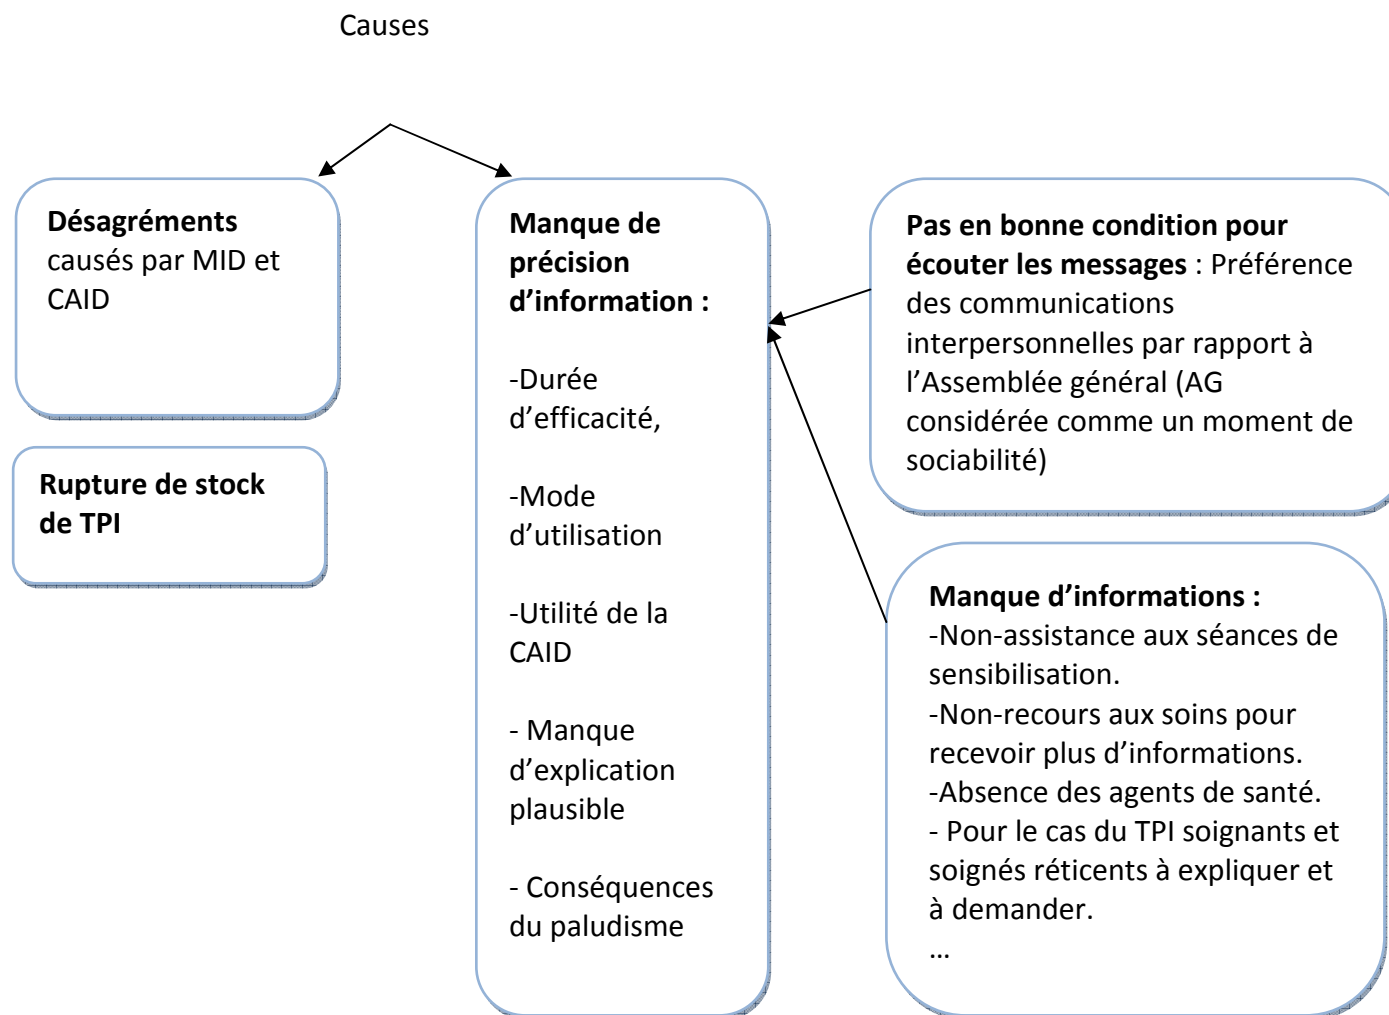 Causes
Désagréments
causés par MID et
CAID
Rupture de stock
de TPI
Manque de
précision
d’information :
-Durée
d’efficacité,
-Mode
d’utilisation
-Utilité de la
CAID
- Manque
d’explication
plausible
- Conséquences
du paludisme
Pas en bonne condition pour
écouter les messages : Préférence
des communications
interpersonnelles par rapport à
l’Assemblée général (AG
considérée comme un moment de
sociabilité)
Manque d’informations :
-Non-assistance aux séances de
sensibilisation.
-Non-recours aux soins pour
recevoir plus d’informations.
-Absence des agents de santé.
- Pour le cas du TPI soignants et
soignés réticents à expliquer et
à demander.
…